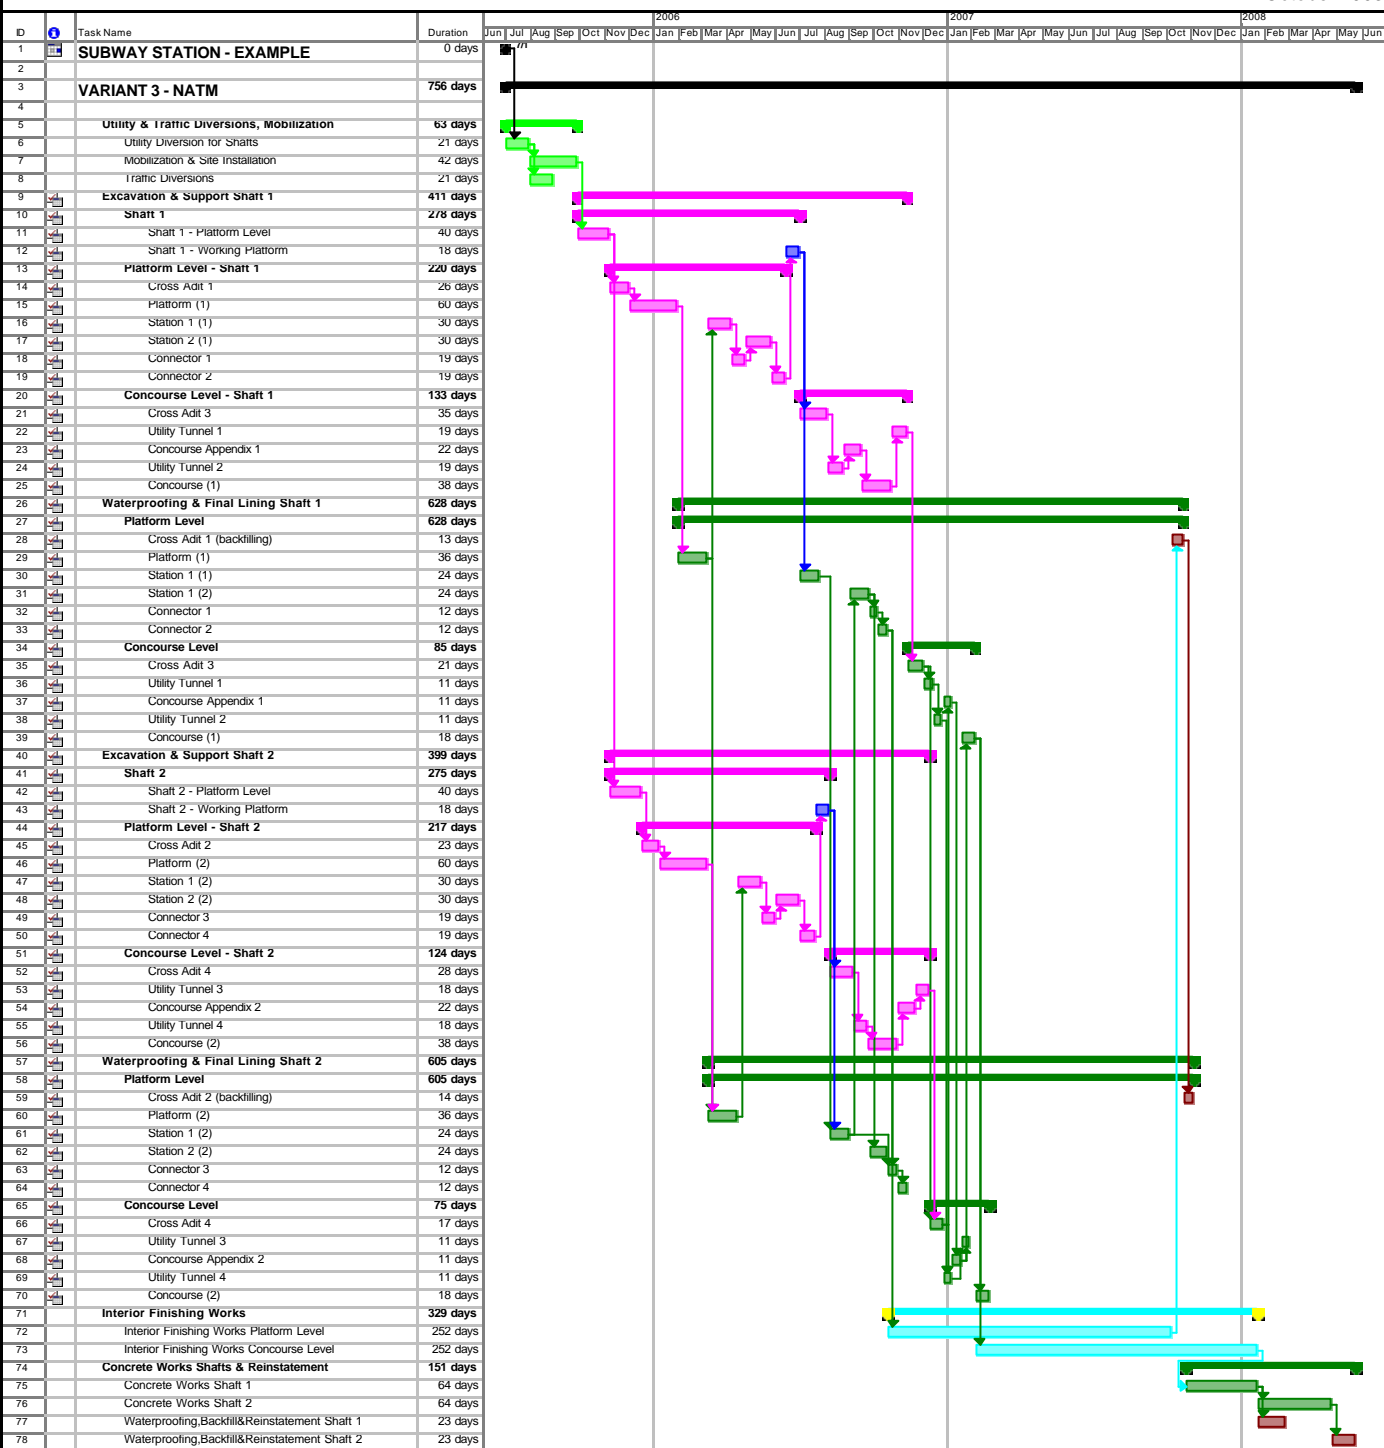 2006 2007 2008
ID Task Name Duration Jun Jul Aug Sep Oct Nov Dec Jan Feb Mar Apr May Jun Jul Aug Sep Oct Nov Dec Jan Feb Mar Apr May Jun Jul Aug Sep Oct Nov Dec Jan Feb Mar Apr May Jun
1 SUBWAY STATION - EXAMPLE 0 days 7/1
2
3 VARIANT 3 - NATM 756 days
4
5 Utility & Traffic Diversions, Mobilization 63 days
6 Utility Diversion for Shafts 21 days
7 Mobilization & Site Installation 42 days
8 Traffic Diversions 21 days
9 Excavation & Support Shaft 1 411 days
10 Shaft 1 278 days
11 Shaft 1 - Platform Level 40 days
12 Shaft 1 - Working Platform 18 days
13 Platform Level - Shaft 1 220 days
14 Cross Adit 1 26 days
15 Platform (1) 60 days
16 Station 1 (1) 30 days
17 Station 2 (1) 30 days
18 Connector 1 19 days
19 Connector 2 19 days
20 Concourse Level - Shaft 1 133 days
21 Cross Adit 3 35 days
22 Utility Tunnel 1 19 days
23 Concourse Appendix 1 22 days
24 Utility Tunnel 2 19 days
25 Concourse (1) 38 days
26 Waterproofing & Final Lining Shaft 1 628 days
27 Platform Level 628 days
28 Cross Adit 1 (backfilling) 13 days
29 Platform (1) 36 days
30 Station 1 (1) 24 days
31 Station 1 (2) 24 days
32 Connector 1 12 days
33 Connector 2 12 days
34 Concourse Level 85 days
35 Cross Adit 3 21 days
36 Utility Tunnel 1 11 days
37 Concourse Appendix 1 11 days
38 Utility Tunnel 2 11 days
39 Concourse (1) 18 days
40 Excavation & Support Shaft 2 399 days
41 Shaft 2 275 days
42 Shaft 2 - Platform Level 40 days
43 Shaft 2 - Working Platform 18 days
44 Platform Level - Shaft 2 217 days
45 Cross Adit 2 23 days
46 Platform (2) 60 days
47 Station 1 (2) 30 days
48 Station 2 (2) 30 days
49 Connector 3 19 days
50 Connector 4 19 days
51 Concourse Level - Shaft 2 124 days
52 Cross Adit 4 28 days
53 Utility Tunnel 3 18 days
54 Concourse Appendix 2 22 days
55 Utility Tunnel 4 18 days
56 Concourse (2) 38 days
57 Waterproofing & Final Lining Shaft 2 605 days
58 Platform Level 605 days
59 Cross Adit 2 (backfilling) 14 days
60 Platform (2) 36 days
61 Station 1 (2) 24 days
62 Station 2 (2) 24 days
63 Connector 3 12 days
64 Connector 4 12 days
65 Concourse Level 75 days
66 Cross Adit 4 17 days
67 Utility Tunnel 3 11 days
68 Concourse Appendix 2 11 days
69 Utility Tunnel 4 11 days
70 Concourse (2) 18 days
71 Interior Finishing Works 329 days
72 Interior Finishing Works Platform Level 252 days
73 Interior Finishing Works Concourse Level 252 days
74 Concrete Works Shafts & Reinstatement 151 days
75 Concrete Works Shaft 1 64 days
76 Concrete Works Shaft 2 64 days
77 Waterproofing,Backfill&Reinstatement Shaft 1 23 days
78 Waterproofing,Backfill&Reinstatement Shaft 2 23 days